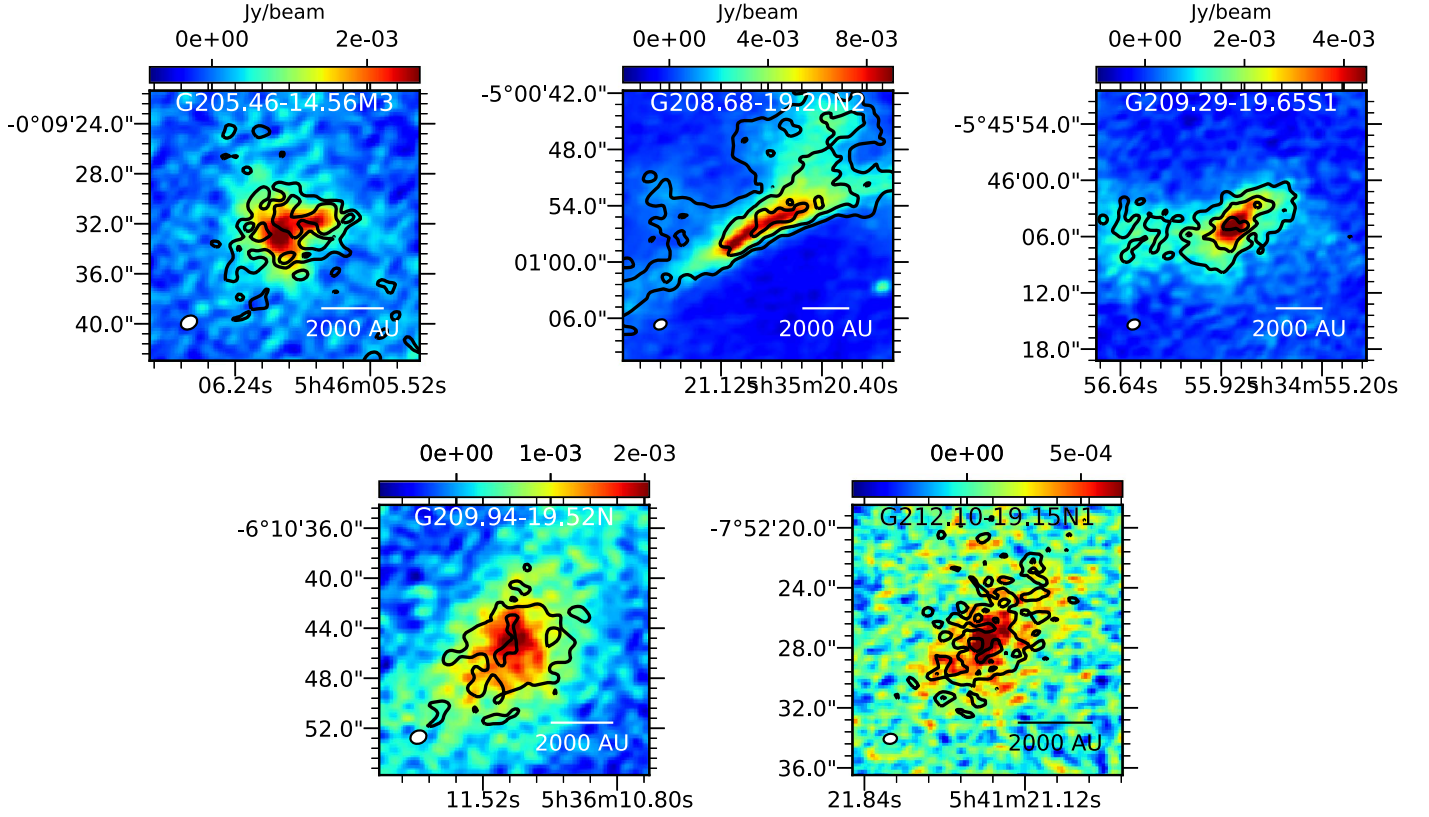 Jy/beam
0e+00 2e-03
G205.46-14.56M3
-0°09'24.0"
28.0"
32.0"
36.0"
40.0"
2000 AU
06.24s 5h46m05.52s
Jy/beam
0e+00 4e-03 8e-03
G208.68-19.20N2
-5°00'42.0"
48.0"
54.0"
01'00.0"
06.0"
2000 AU
21.12s 5h35m20.40s
Jy/beam
0e+00 2e-03 4e-03
G209.29-19.65S1
-5°45'54.0"
46'00.0"
06.0"
12.0"
18.0"
2000 AU
56.64s 55.92s 5h34m55.20s
0e+00 1e-03 2e-03
G209.94-19.52N
-6°10'36.0"
40.0"
44.0"
48.0"
52.0"
2000 AU
11.52s 5h36m10.80s
0e+00 5e-04
G212.10-19.15N1
-7°52'20.0"
24.0"
28.0"
32.0"
36.0"
2000 AU
21.84s 5h41m21.12s